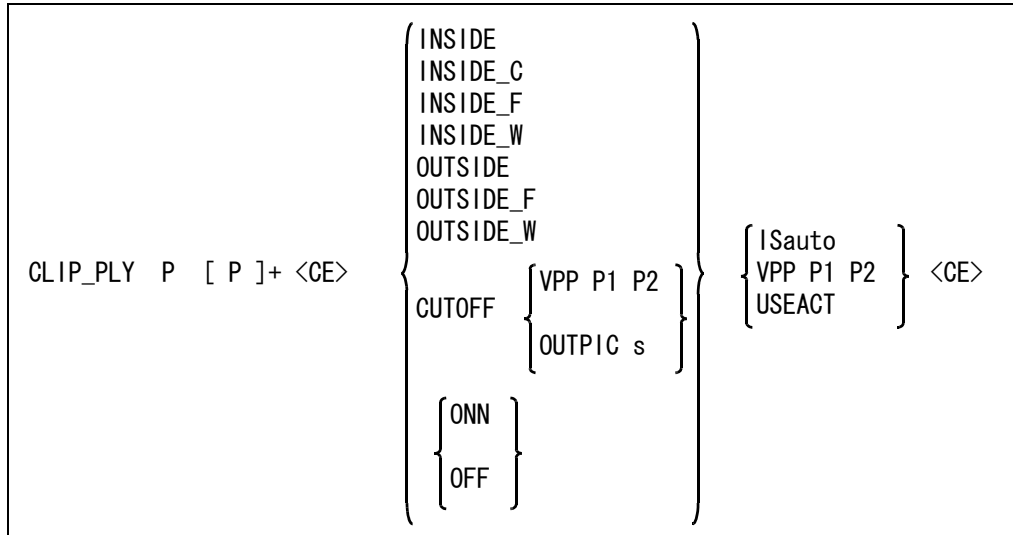 INSIDE
INSIDE_C
INSIDE_F
INSIDE_W
OUTSIDE
OUTSIDE_F
OUTSIDE_W
CLIP_PLY P [ P ]+ <CE>
CUTOFF
VPP P1 P2
OUTPIC s
ONN
OFF
ISauto
VPP P1 P2
USEACT
<CE>